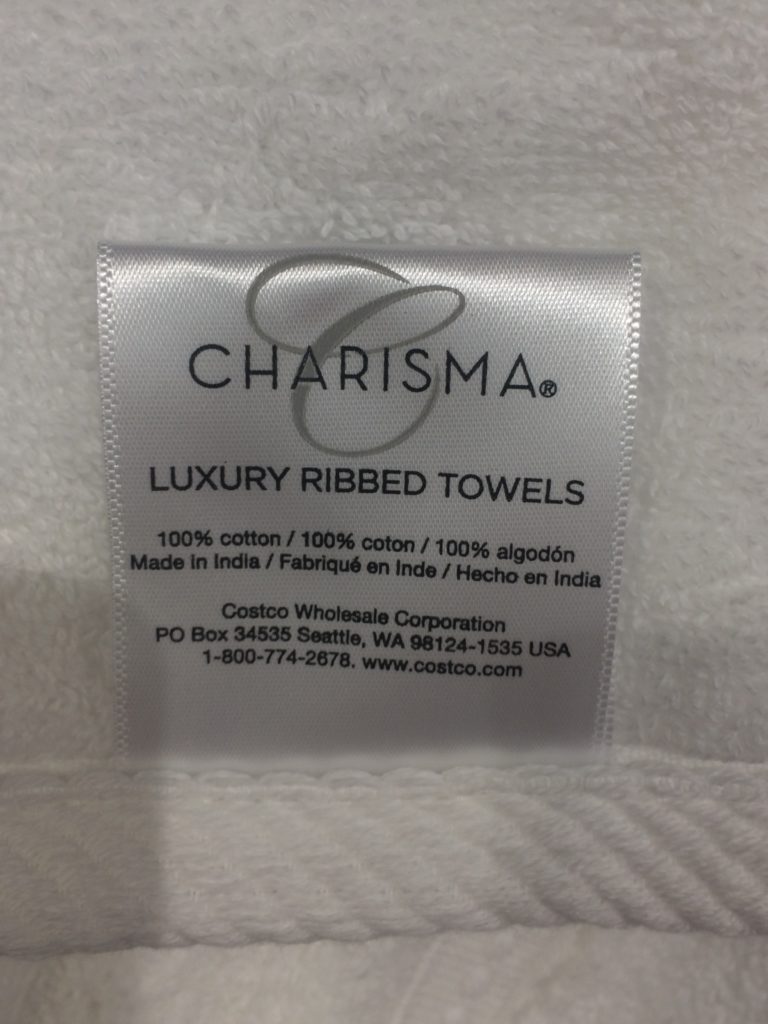 C
CHARISMA®
LUXURY RIBBED TOWELS
100% cotton / 100% coton / 100% algodón
Made in India / Fabriqué en Inde / Hecho en India
Costco Wholesale Corporation
PO Box 34535 Seattle, WA 98124-1535 USA
1-800-774-2678. www.costco.com